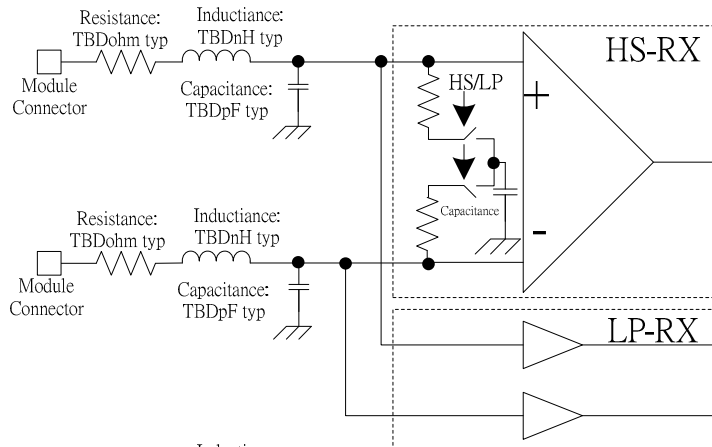 Resistance:
TBDohm typ
Inductiance:
TBDnH typ
Module
Connector
Capacitance:
TBDpF typ
HS/LP
HS-RX
+
Capacitance
-
Resistance:
TBDohm typ
Inductiance:
TBDnH typ
Module
Connector
Capacitance:
TBDpF typ
LP-RX